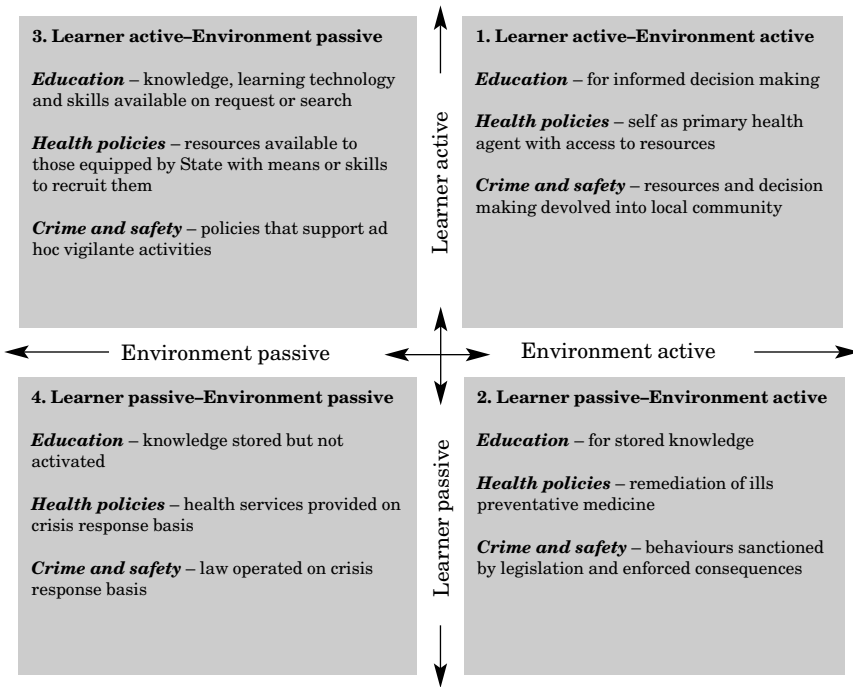 3. Learner active–Environment passive
Education – knowledge, learning technology
and skills available on request or search
Health policies – resources available to
those equipped by State with means or skills
to recruit them
Crime and safety – policies that support ad
hoc vigilante activities
Learner active
1. Learner active–Environment active
Education – for informed decision making
Health policies – self as primary health
agent with access to resources
Crime and safety – resources and decision
making devolved into local community
Environment passive
Environment active
4. Learner passive–Environment passive
Education – knowledge stored but not
activated
Health policies – health services provided on
crisis response basis
Crime and safety – law operated on crisis
response basis
Learner passive
2. Learner passive–Environment active
Education – for stored knowledge
Health policies – remediation of ills
preventative medicine
Crime and safety – behaviours sanctioned
by legislation and enforced consequences